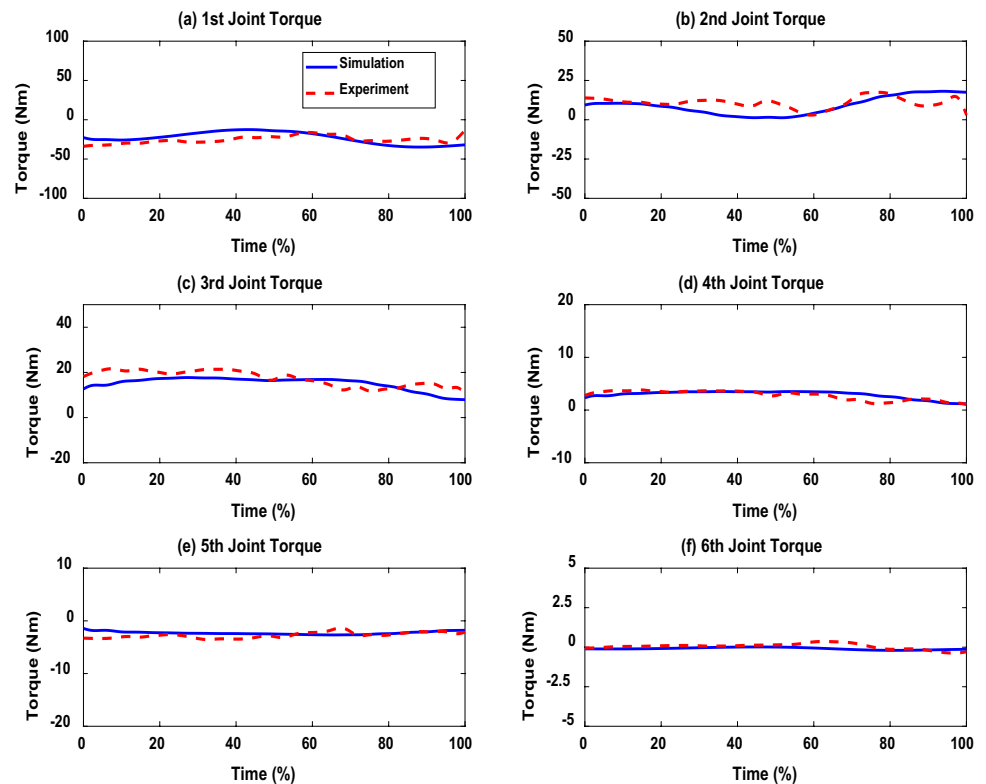 (a) 1st Joint Torque
100
50
0
-50
-100
Torque (Nm)
Simulation
Experiment
0 20 40 60 80 100
Time (%)
(b) 2nd Joint Torque
50
25
0
-25
-50
Torque (Nm)
0 20 40 60 80 100
Time (%)
(c) 3rd Joint Torque
40
20
0
-20
Torque (Nm)
0 20 40 60 80 100
Time (%)
(d) 4th Joint Torque
20
10
0
-10
Torque (Nm)
0 20 40 60 80 100
Time (%)
(e) 5th Joint Torque
10
0
-10
-20
Torque (Nm)
0 20 40 60 80 100
Time (%)
(f) 6th Joint Torque
5
2.5
0
-2.5
-5
Torque (Nm)
0 20 40 60 80 100
Time (%)